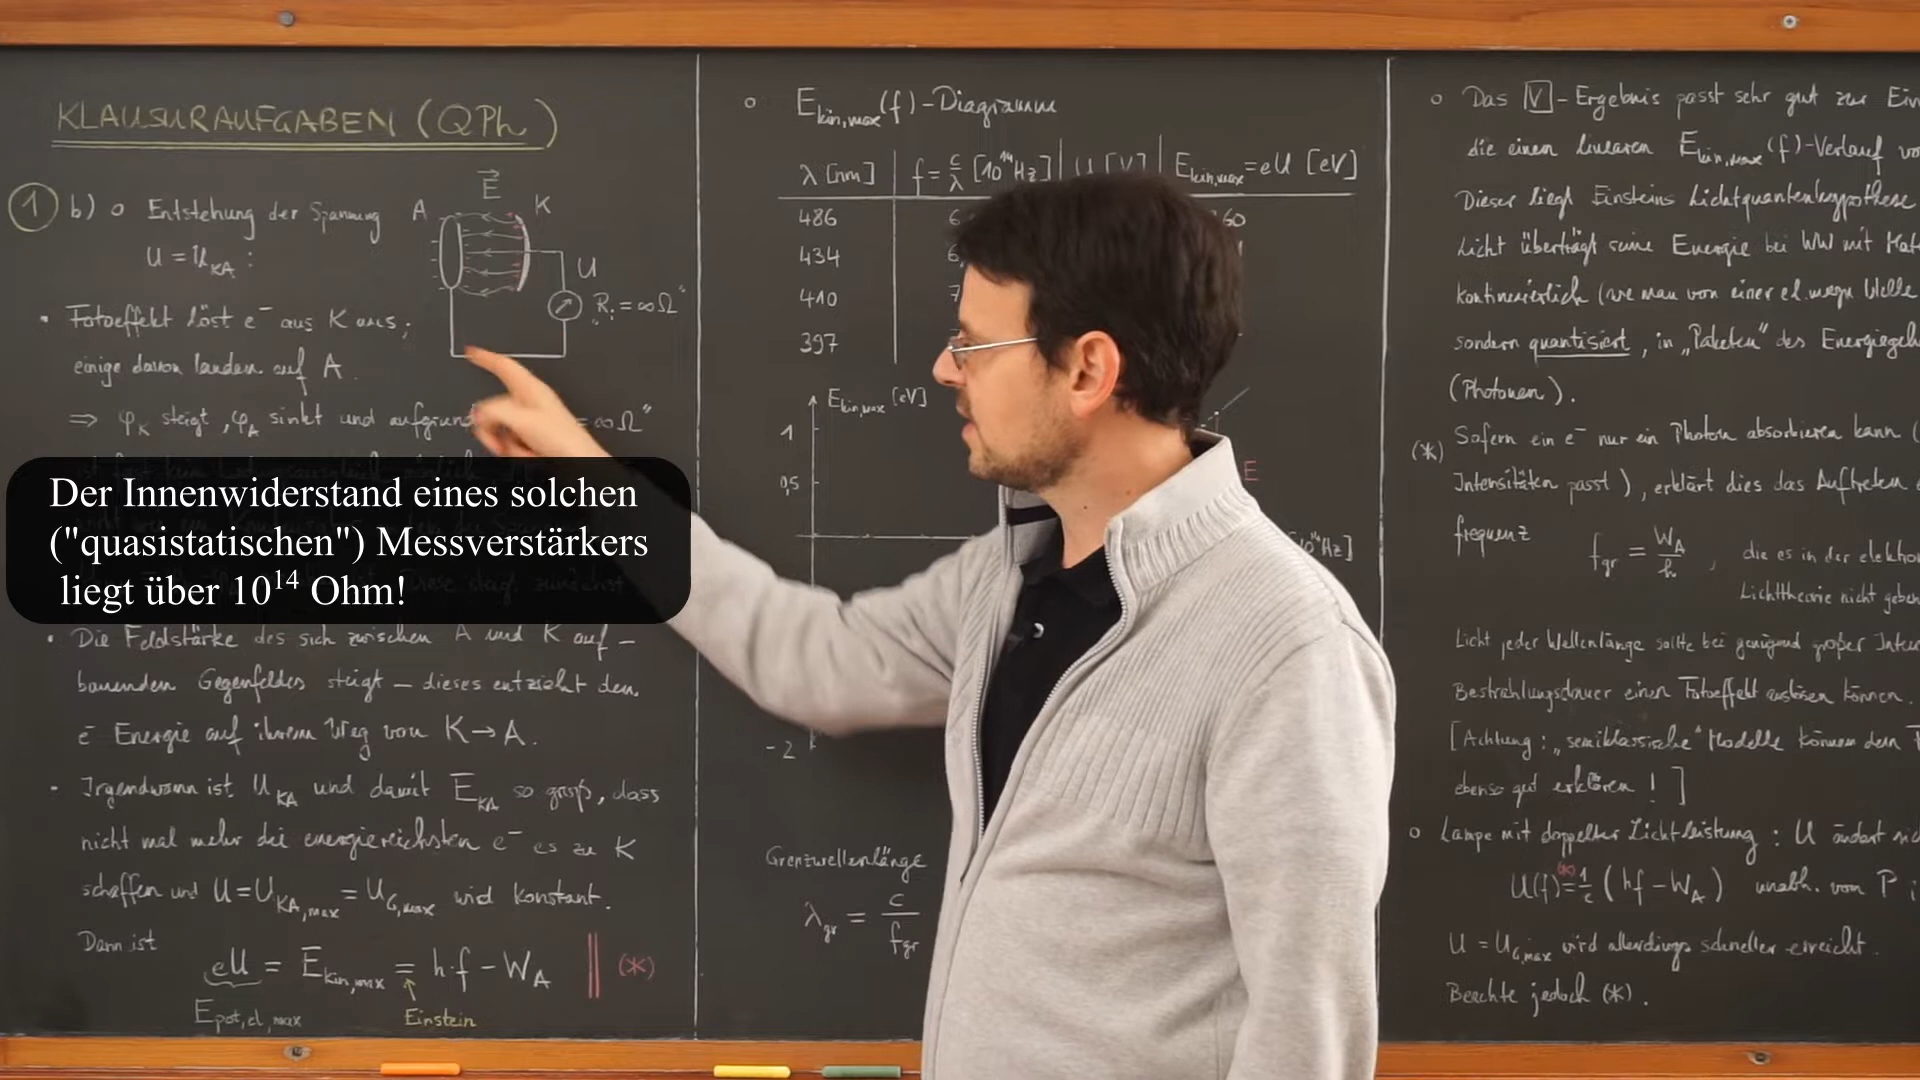 KLAUSURAUFGABEN (QPh)
1 b) o Entstehung der Spannung
U = U_KA :
E
A
K
U
"R_i = ∞Ω"
• Fotoeffekt löst e⁻ aus K aus;
einige davon landen auf A.
⇒ φ_K steigt, φ_A sinkt und aufgrund = ∞Ω"
Der Innenwiderstand eines solchen
("quasistatischen") Messverstärkers
liegt über 10¹⁴ Ohm!
• Die Feldstärke des sich zwischen A und K auf-
bauenden Gegenfeldes steigt – dieses entzieht den
e⁻ Energie auf ihrem Weg von K→A.
• Irgendwann ist U_KA und damit E_KA so groß, dass
nicht mal mehr die energiereichsten e⁻ es zu K
schaffen und U = U_KA,max = U_G,max wird konstant.
Dann ist
eU = E_kin,max = h·f - W_A (*)
E_pot,el,max
Einstein
o E_kin,max(f)-Diagramm
λ [nm] f = c/λ [10¹⁴Hz] U [V] E_kin,max = eU [eV]
486 6, 60
434 6,
410 7
397
E_kin,max [eV]
1
0,5
E
-2
Grenzwellenlänge
λ_gr = c/f_gr
o Das V-Ergebnis passt sehr gut zur
die einen linearen E_kin,max(f)-Verlauf
Dieser liegt Einsteins Lichtquantenhypothese
Licht überträgt seine Energie bei WW mit
kontinuierlich (wie man von einer el.magn Welle
sondern quantisiert, in "Paketen" des
(Photonen).
(*) Sofern ein e⁻ nur ein Photon absorbieren kann (
Intensitäten passt), erklärt dies das Auftreten
frequenz f_gr = W_A/h , die es in der
Lichttheorie nicht
Licht jeder Wellenlänge sollte bei genügend großer
Bestrahlungsdauer einen Fotoeffekt auslösen können.
[Achtung: "semiklassische" Modelle können den
ebenso gut erklären! ]
o Lampe mit doppelter Lichtleistung: U ändert
U(f) (*)= 1/e (hf - W_A) unabh. vom P
U = U_G,max wird allerdings schneller erreicht.
Beachte jedoch (*).